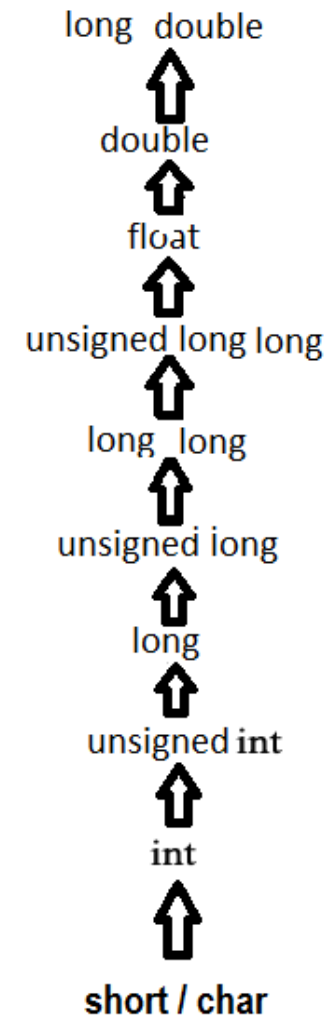 long double
double
float
unsigned long long
long long
unsigned long
long
unsigned int
int
short / char